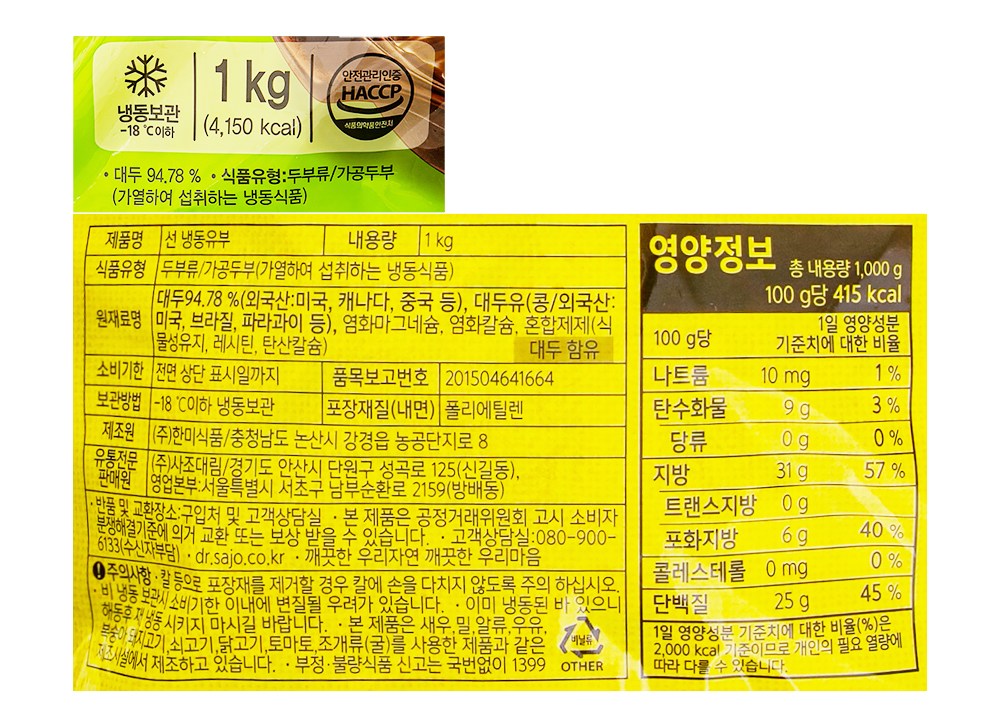 냉동보관
-18 ℃이하
1 kg
(4,150 kcal)
안전관리인증
HACCP
식품의약품안전처
• 대두 94.78 % • 식품유형:두부류/가공두부
(가열하여 섭취하는 냉동식품)
제품명 선 냉동유부 내용량 1 kg
식품유형 두부류/가공두부(가열하여 섭취하는 냉동식품)
원재료명 대두94.78 %(외국산:미국, 캐나다, 중국 등), 대두유(콩/외국산:
미국, 브라질, 파라과이 등), 염화마그네슘, 염화칼슘, 혼합제제(식
물성유지, 레시틴, 탄산칼슘)
대두 함유
소비기한 전면 상단 표시일까지 품목보고번호 201504641664
보관방법 -18 ℃이하 냉동보관 포장재질(내면) 폴리에틸렌
제조원 (주)한미식품/충청남도 논산시 강경읍 농공단지로 8
유통전문판매원 (주)사조대림/경기도 안산시 단원구 성곡로 125(신길동),
영업본부:서울특별시 서초구 남부순환로 2159(방배동)
· 반품 및 교환장소:구입처 및 고객상담실 · 본 제품은 공정거래위원회 고시 소비자
분쟁해결기준에 의거 교환 또는 보상 받을 수 있습니다. · 고객상담실:080-900-
6133(수신자부담) · dr.sajo.co.kr · 깨끗한 우리자연 깨끗한 우리마음
주의사항 · 칼 등으로 포장재를 제거할 경우 칼에 손을 다치지 않도록 주의 하십시오.
· 비 냉동 보관시 소비기한 이내에 변질될 우려가 있습니다. · 이미 냉동된 바 있으니
해동후 재 냉동 시키지 마시길 바랍니다. · 본 제품은 새우,밀,알류,우유,
복숭아,돼지고기,쇠고기,닭고기,토마토,조개류(굴)를 사용한 제품과 같은
제조시설에서 제조하고 있습니다. · 부정·불량식품 신고는 국번없이 1399
비닐류
OTHER
영양정보
총 내용량 1,000 g
100 g당 415 kcal
100 g당 1일 영양성분
기준치에 대한 비율
나트륨 10 mg 1 %
탄수화물 9 g 3 %
당류 0 g 0 %
지방 31 g 57 %
트랜스지방 0 g
포화지방 6 g 40 %
콜레스테롤 0 mg 0 %
단백질 25 g 45 %
1일 영양성분 기준치에 대한 비율(%)은
2,000 kcal 기준이므로 개인의 필요 열량에
따라 다를 수 있습니다.